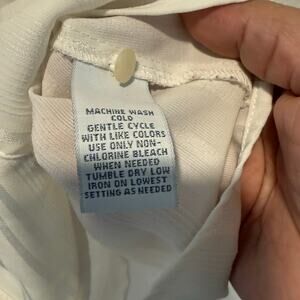 MACHINE WASH
COLD
GENTLE CYCLE
WITH LIKE COLORS
USE ONLY NON-
CHLORINE BLEACH
WHEN NEEDED
TUMBLE DRY LOW
IRON ON LOWEST
SETTING AS NEEDED